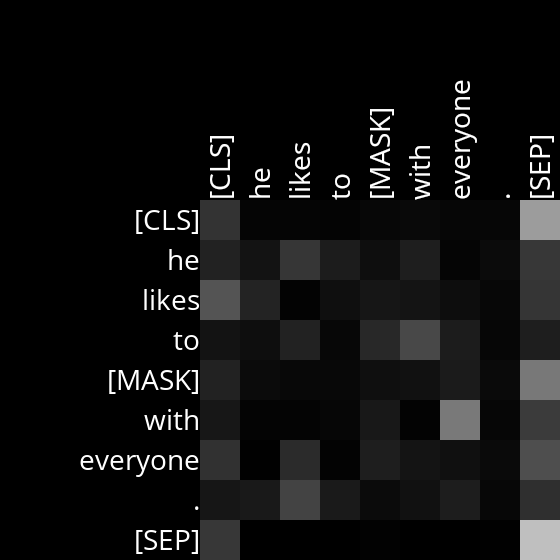 [CLS] he likes to [MASK] with everyone . [SEP]
[CLS]
he
likes
to
[MASK]
with
everyone
.
[SEP]